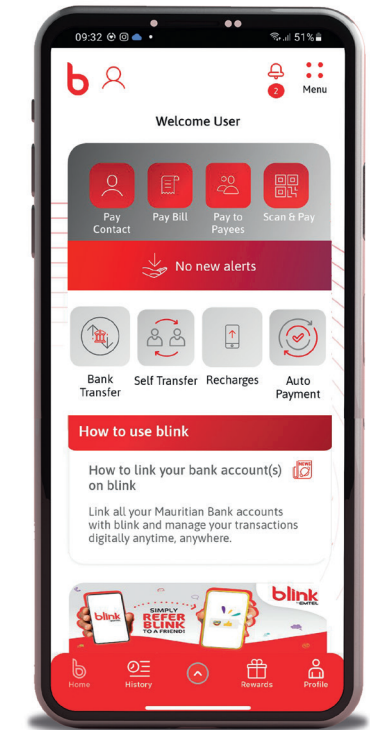 09:32
51%
b
2
Menu
Welcome User
Pay
Contact
Pay Bill
Pay to
Payees
Scan & Pay
No new alerts
Bank
Transfer
Self Transfer
Recharges
Auto
Payment
How to use blink
How to link your bank account(s)
on blink
NEWS
Link all your Mauritian Bank accounts
with blink and manage your transactions
digitally anytime, anywhere.
blink
BY EMTEL
blink
SIMPLY
REFER
BLINK
TO A FRIEND!
b
Home
History
Rewards
Profile